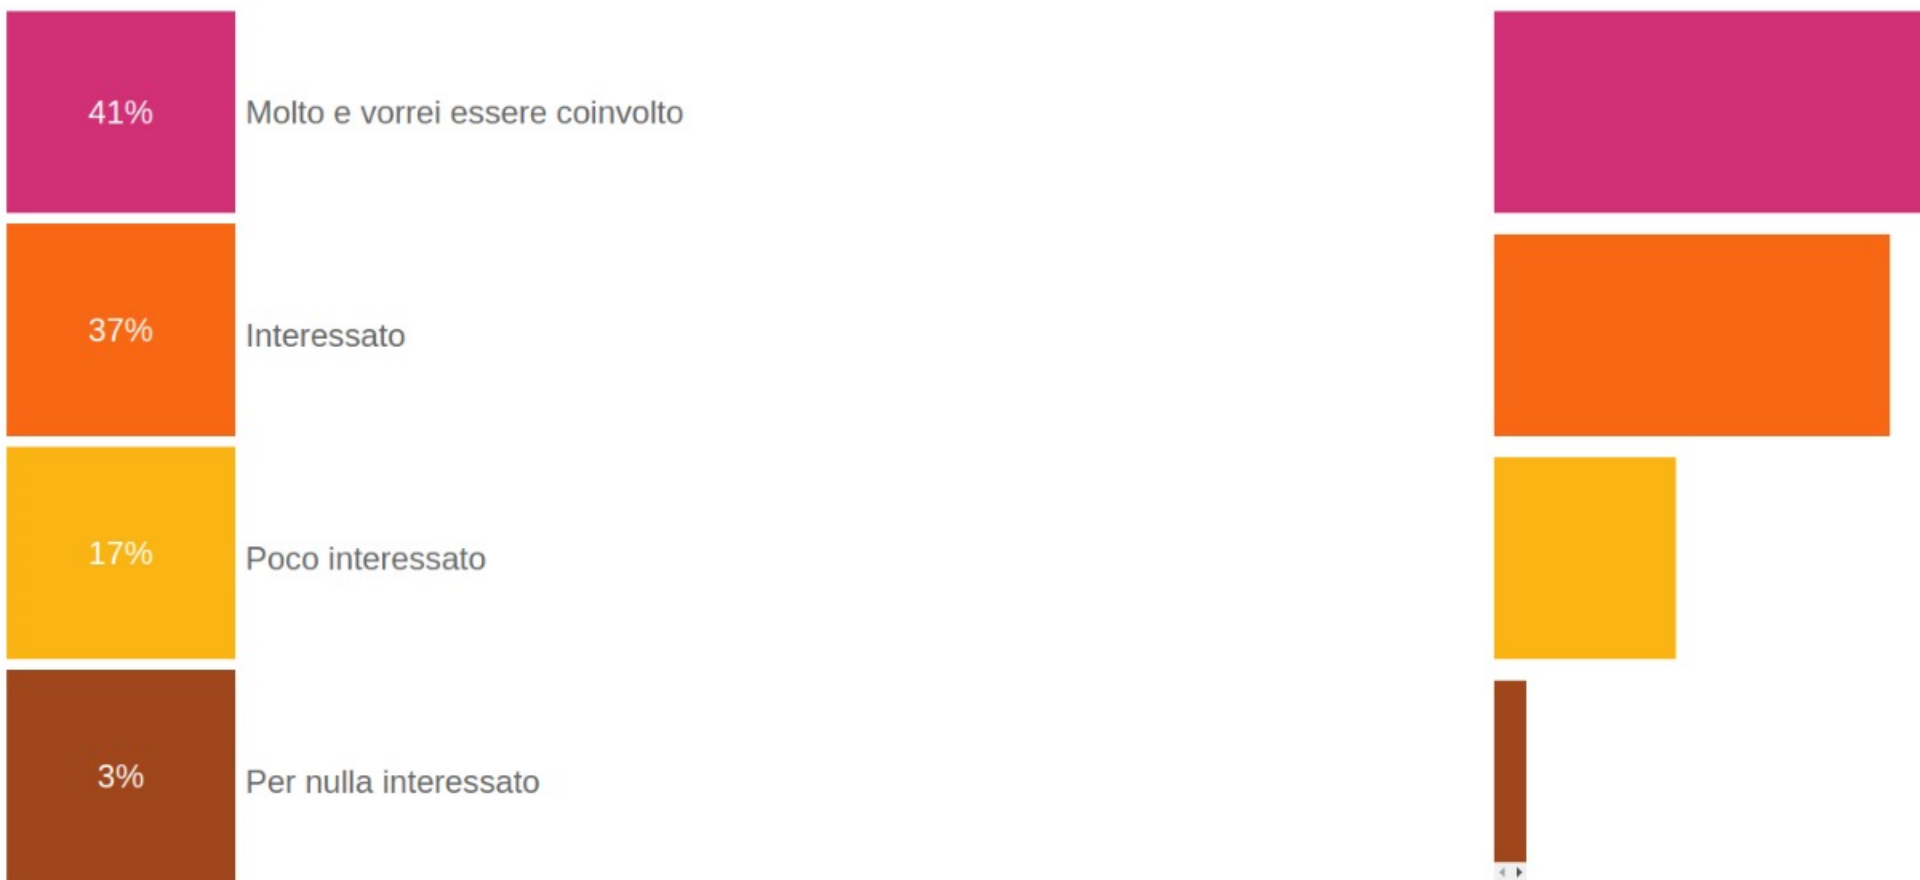 41%
Molto e vorrei essere coinvolto
37%
Interessato
17%
Poco interessato
3%
Per nulla interessato